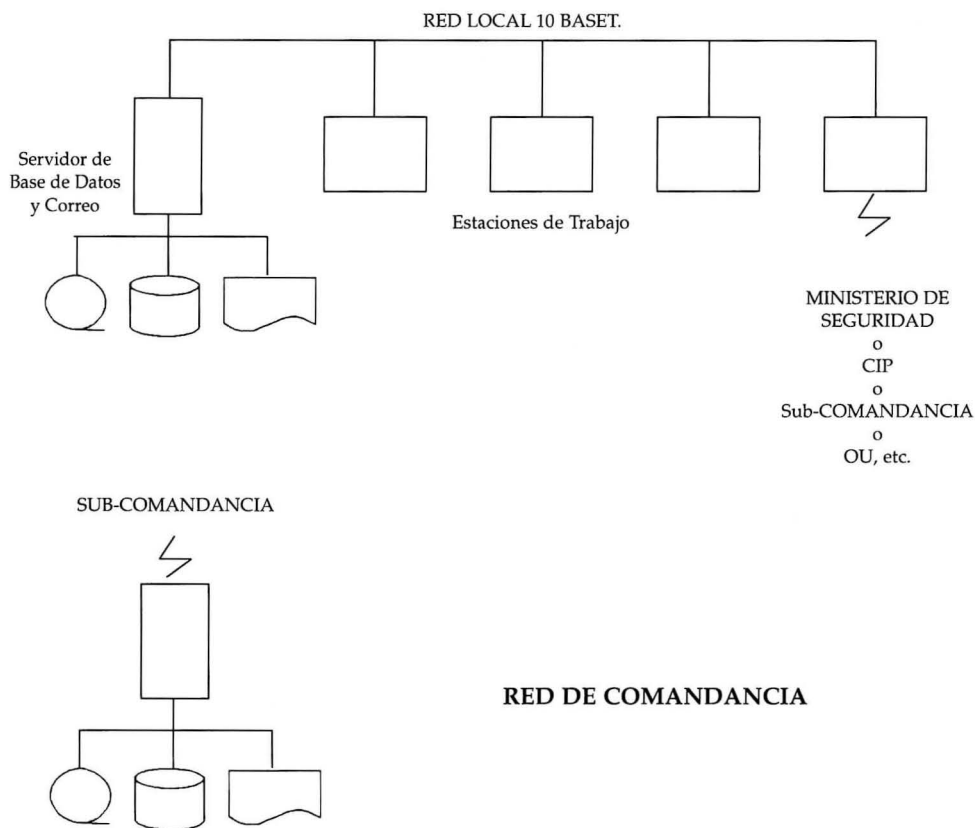 RED LOCAL 10 BASET.
Servidor de
Base de Datos
y Correo
Estaciones de Trabajo
MINISTERIO DE
SEGURIDAD
o
CIP
o
Sub-COMANDANCIA
o
OU, etc.
SUB-COMANDANCIA
RED DE COMANDANCIA